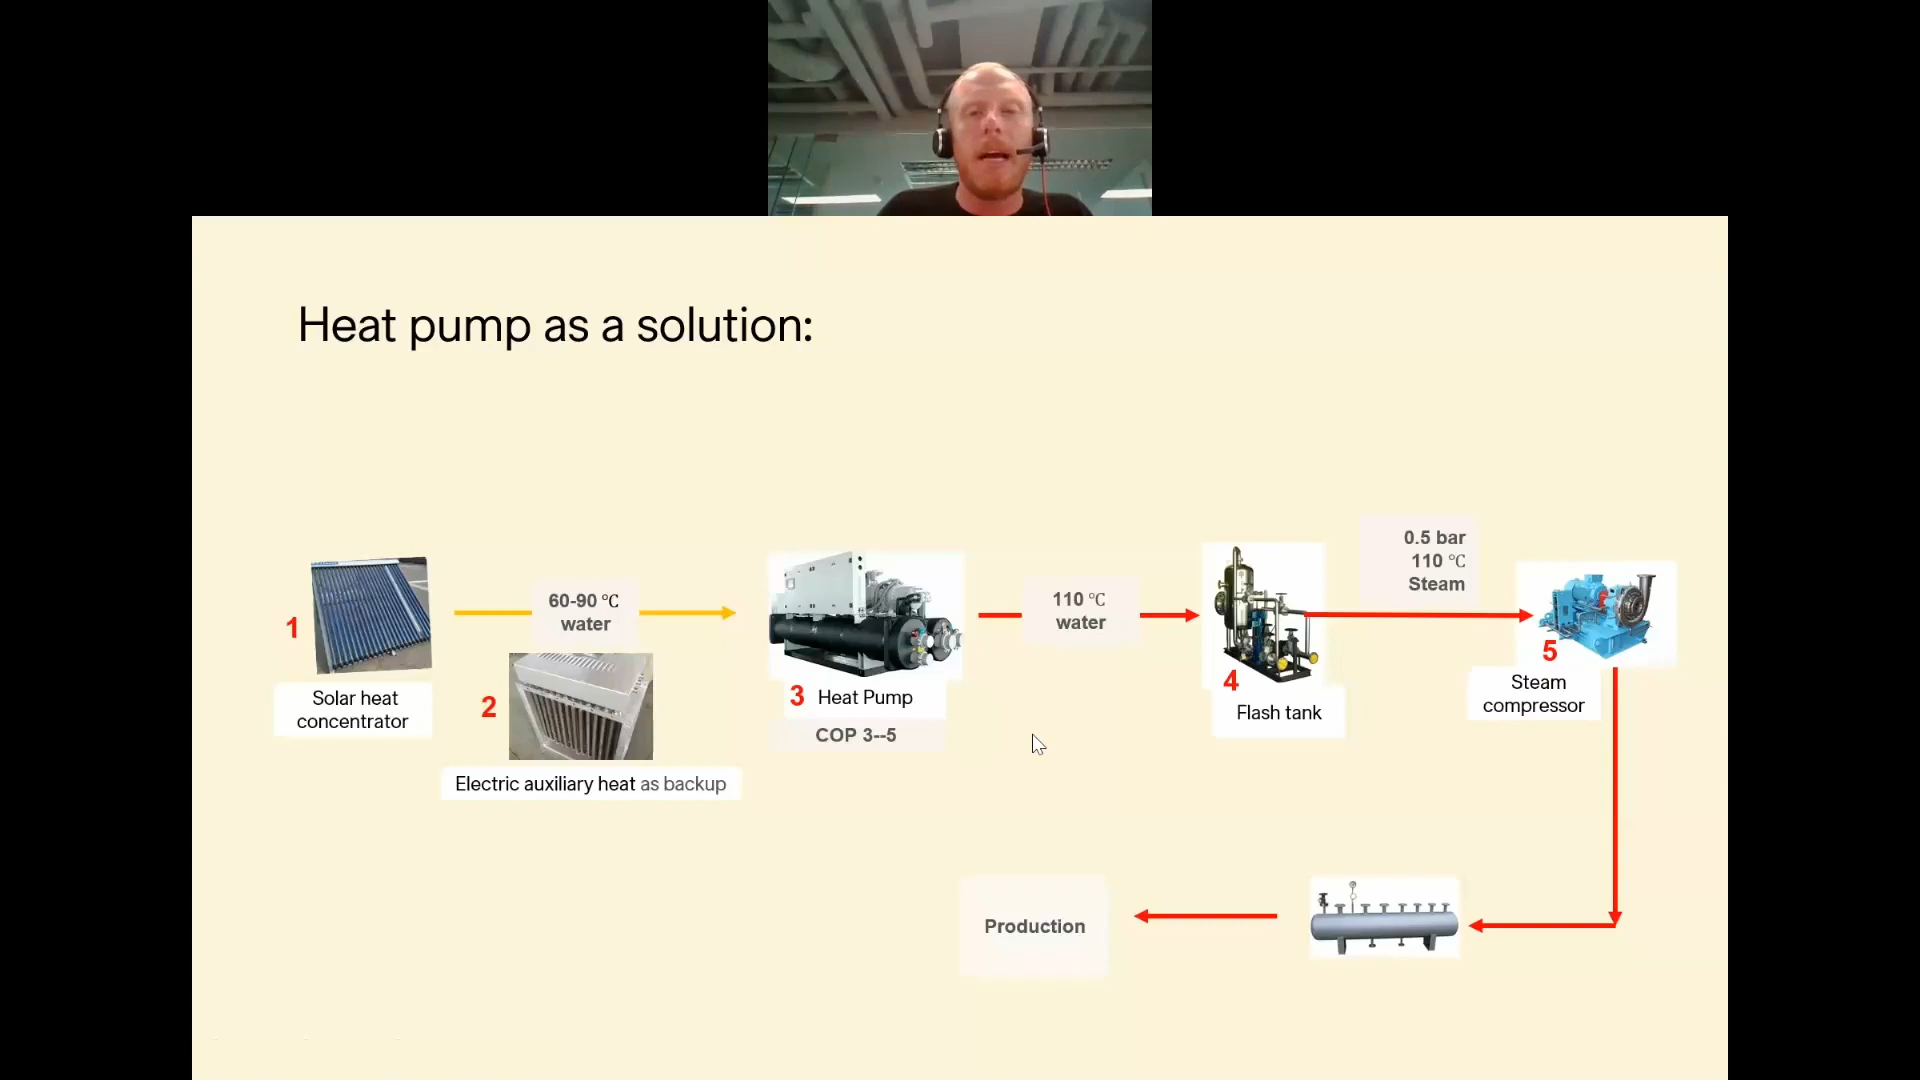 Heat pump as a solution:
1
Solar heat
concentrator
60-90 ℃
water
2
Electric auxiliary heat as backup
3 Heat Pump
COP 3--5
110 ℃
water
4
Flash tank
0.5 bar
110 ℃
Steam
5
Steam
compressor
Production